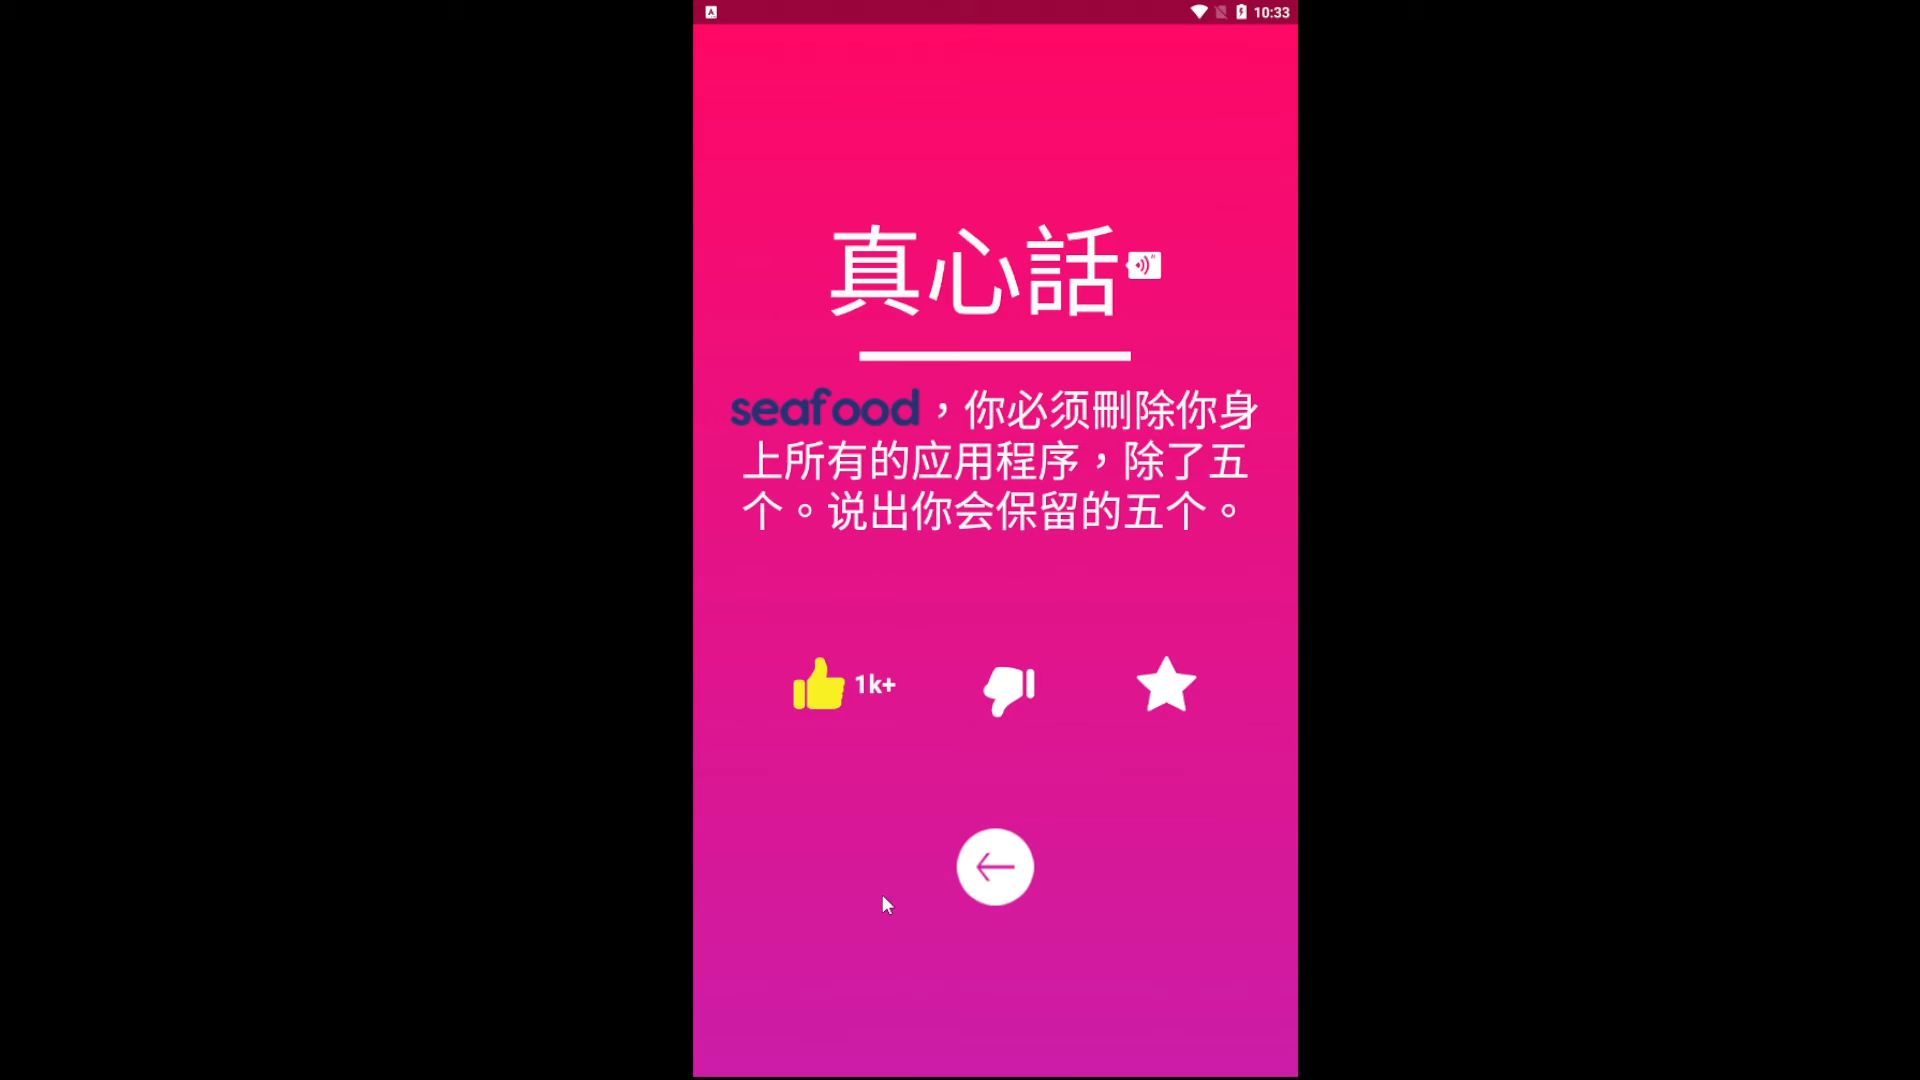 10:33
真心話
seafood，你必须刪除你身
上所有的应用程序，除了五
个。说出你会保留的五个。
1k+